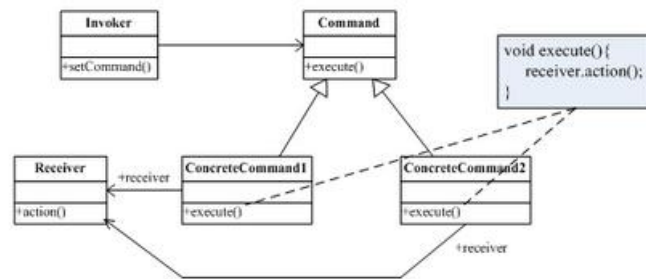 Invoker
+setCommand()
Command
+execute()
void execute(){
receiver.action();
}
Receiver
+action()
+receiver
ConcreteCommand1
+execute()
ConcreteCommand2
+execute()
+receiver